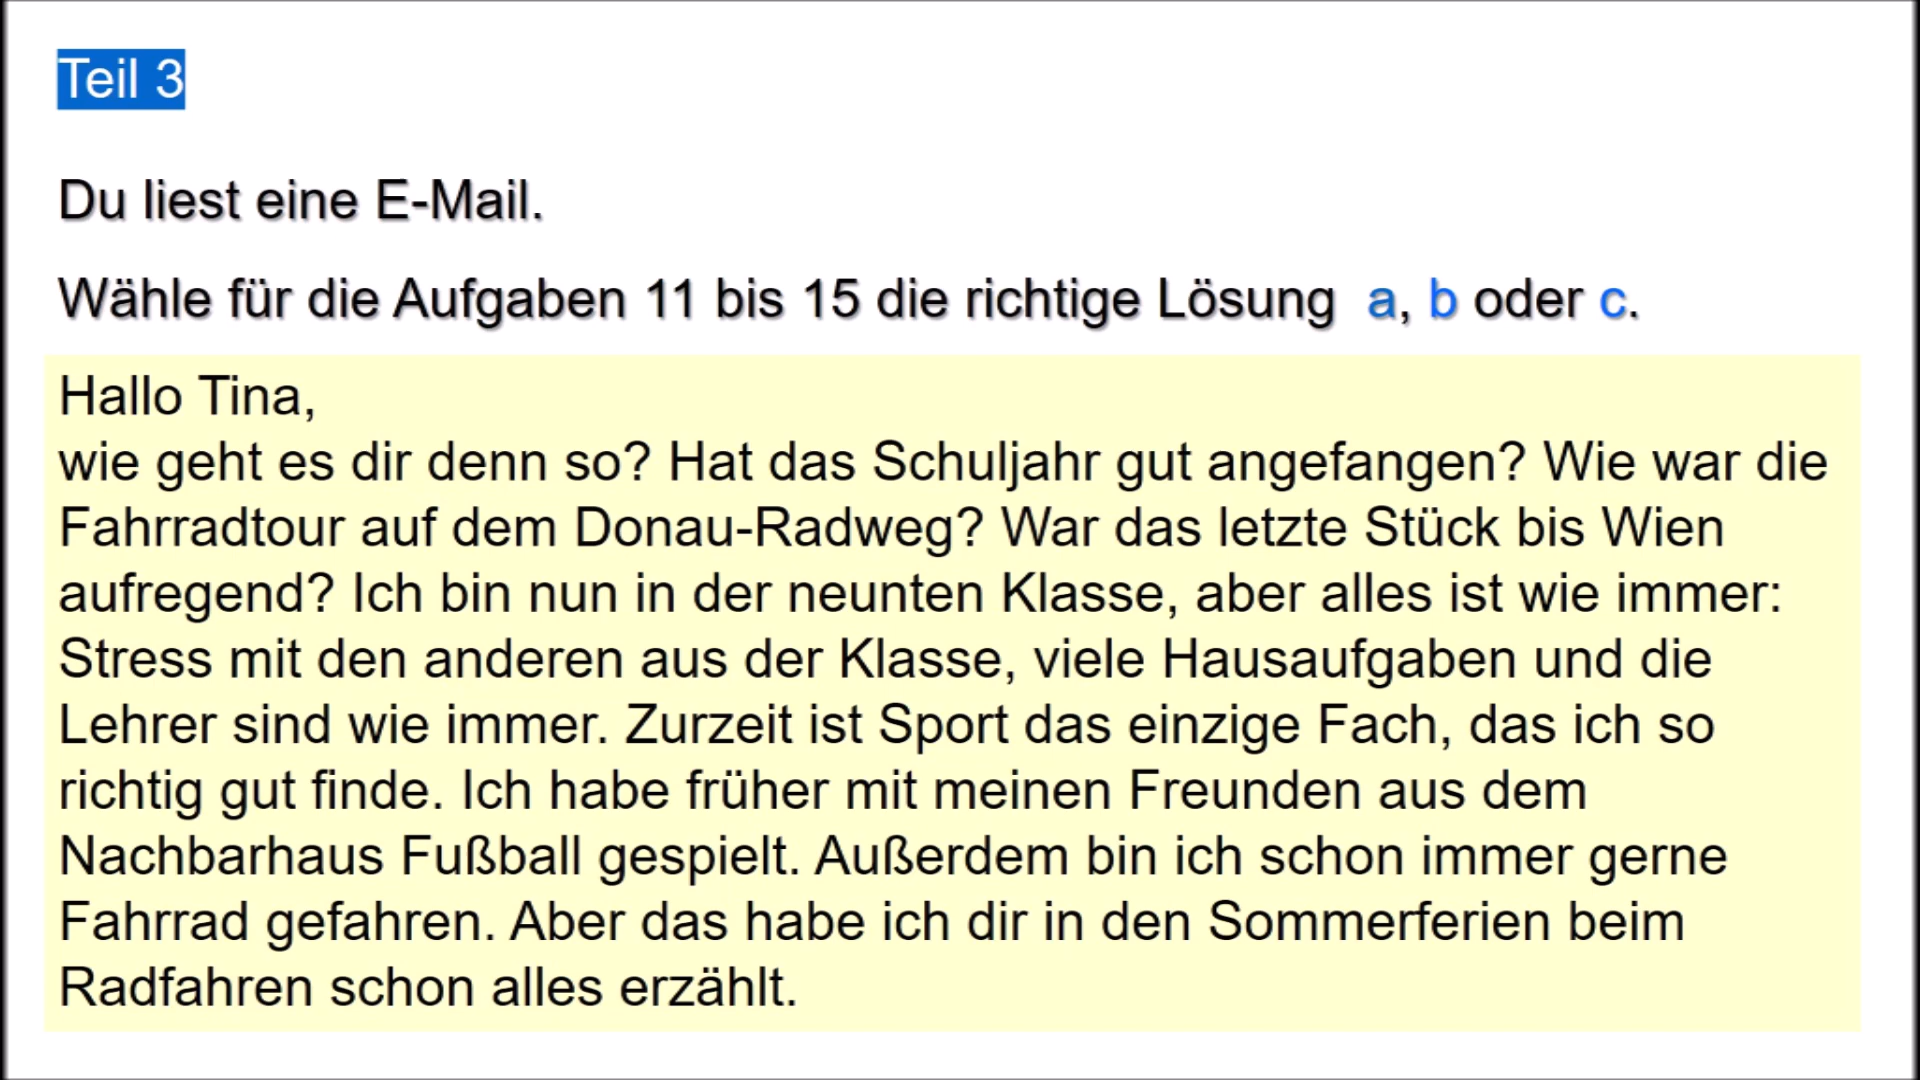 Teil 3
Du liest eine E-Mail.
Wähle für die Aufgaben 11 bis 15 die richtige Lösung a, b oder c.
Hallo Tina,
wie geht es dir denn so? Hat das Schuljahr gut angefangen? Wie war die
Fahrradtour auf dem Donau-Radweg? War das letzte Stück bis Wien
aufregend? Ich bin nun in der neunten Klasse, aber alles ist wie immer:
Stress mit den anderen aus der Klasse, viele Hausaufgaben und die
Lehrer sind wie immer. Zurzeit ist Sport das einzige Fach, das ich so
richtig gut finde. Ich habe früher mit meinen Freunden aus dem
Nachbarhaus Fußball gespielt. Außerdem bin ich schon immer gerne
Fahrrad gefahren. Aber das habe ich dir in den Sommerferien beim
Radfahren schon alles erzählt.